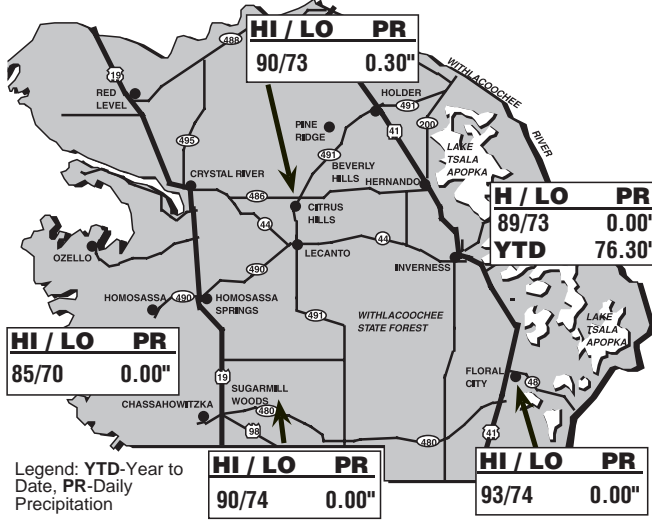 HI / LO PR
90/73 0.30"
488
19
RED
LEVEL
HOLDER
WITHLACOOCHEE
RIVER
491
PINE
RIDGE
41
200
495
LAKE
TSALA
APOPKA
491
BEVERLY
HILLS
CRYSTAL RIVER
HERNANDO
486
H / LO PR
89/73 0.00"
YTD 76.30"
CITRUS
HILLS
44
44
OZELLO
LECANTO
INVERNESS
490
HOMOSASSA
490
HOMOSASSA
SPRINGS
491
WITHLACOOCHEE
STATE FOREST
LAKE
TSALA
APOPKA
HI / LO PR
85/70 0.00"
19
FLORAL
CITY
48
SUGARMILL
WOODS
CHASSAHOWITZKA
480
98
480
41
Legend: YTD-Year to
Date, PR-Daily
Precipitation
HI / LO PR
90/74 0.00"
HI / LO PR
93/74 0.00"